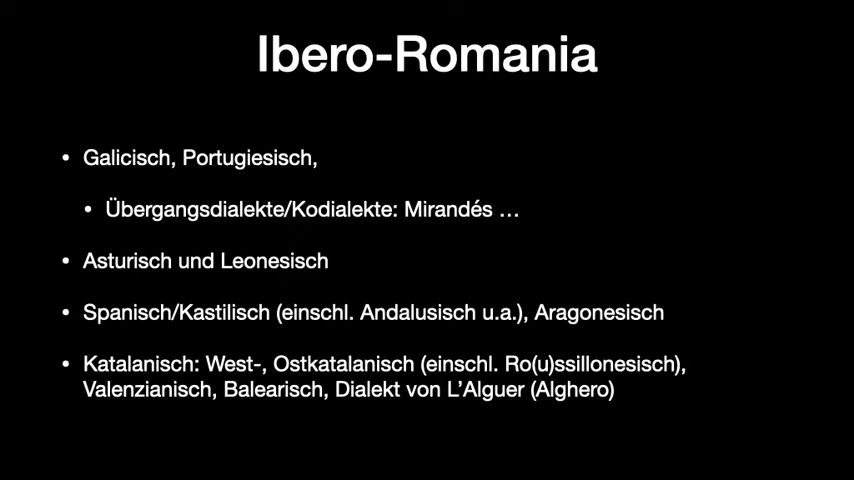 Ibero-Romania
• Galicisch, Portugiesisch,
• Übergangsdialekte/Kodialekte: Mirandés …
• Asturisch und Leonesisch
• Spanisch/Kastilisch (einschl. Andalusisch u.a.), Aragonesisch
• Katalanisch: West-, Ostkatalanisch (einschl. Ro(u)ssillonesisch),
Valenzianisch, Balearisch, Dialekt von L’Alguer (Alghero)